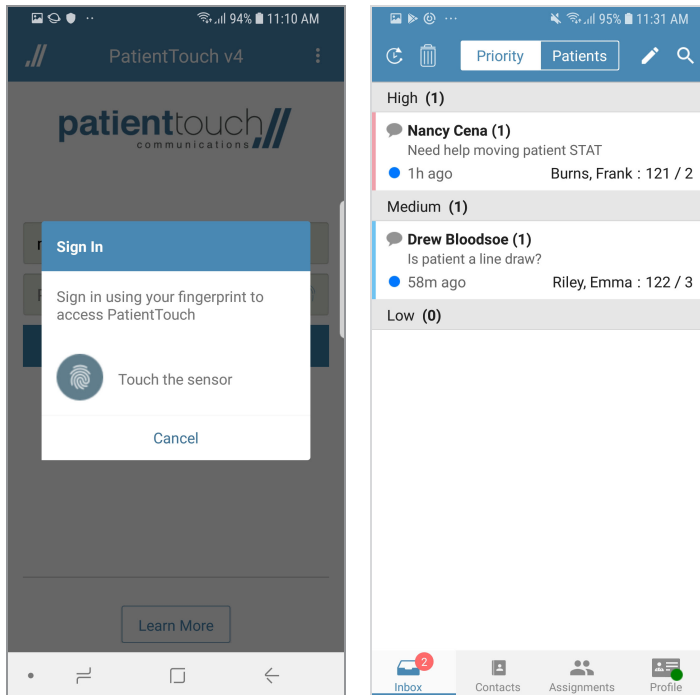 94% 11:10 AM
PatientTouch v4
patienttouch
communications
Sign In
Sign in using your fingerprint to
access PatientTouch
Touch the sensor
Cancel
Learn More
95% 11:31 AM
Priority
Patients
High (1)
Nancy Cena (1)
Need help moving patient STAT
1h ago
Burns, Frank : 121 / 2
Medium (1)
Drew Bloodsoe (1)
Is patient a line draw?
58m ago
Riley, Emma : 122 / 3
Low (0)
2
Inbox
Contacts
Assignments
Profile